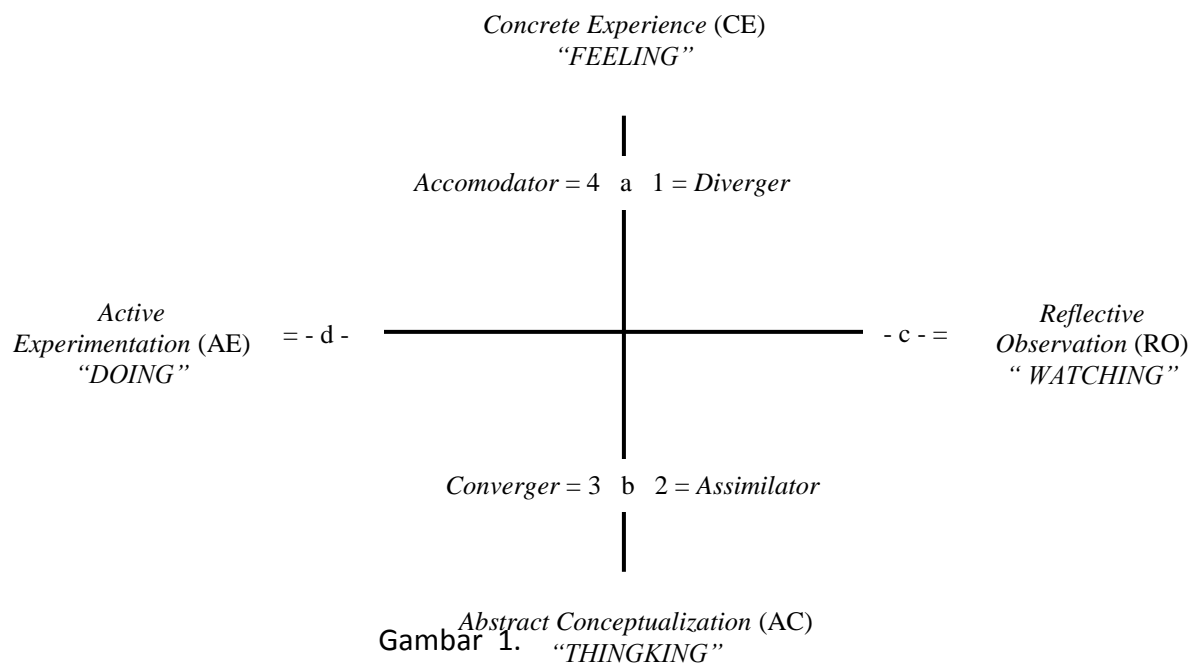 Concrete Experience (CE)
“FEELING”
Accomodator = 4 a 1 = Diverger
Active
Experimentation (AE)
“DOING”
= - d -
- c - =
Reflective
Observation (RO)
“ WATCHING”
Converger = 3 b 2 = Assimilator
Abstract Conceptualization (AC)
“THINGKING”
Gambar 1.